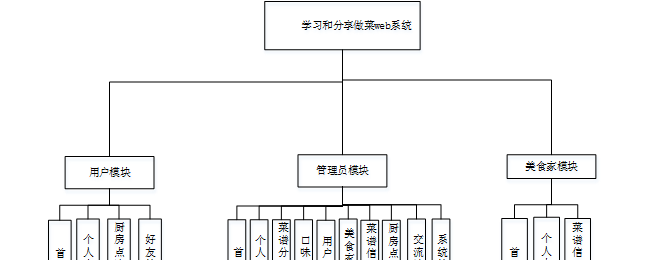 学习和分享做菜web系统
用户模块
管理员模块
美食家模块
首
个人
厨房点
好友
首
个人
菜谱分
口味
用户
美食家
菜谱信
厨房点
交流
系统
首
个人
菜谱信